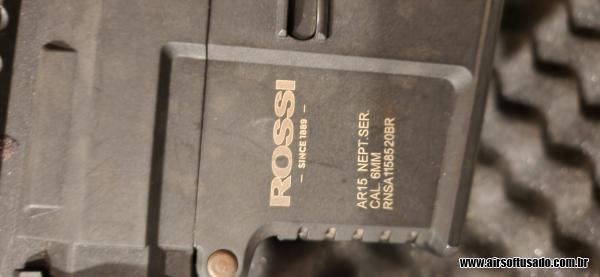 ROSSI
— SINCE 1889 —
AR15 NEPT.SER.
CAL. 6MM
RNSA1158520BR
www.airsoftusado.com.br